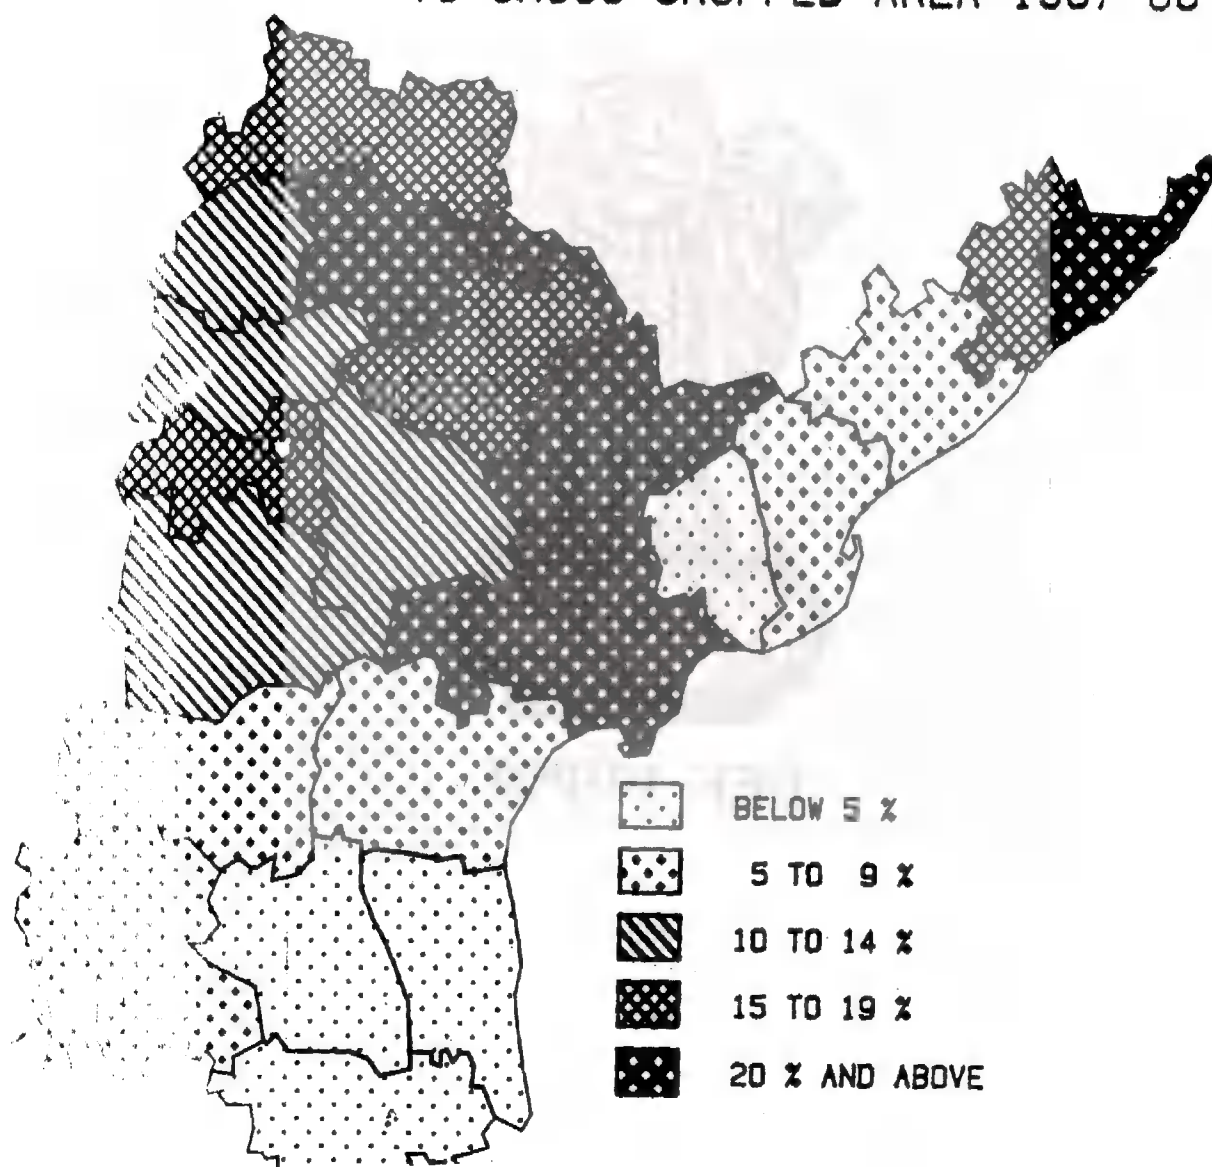 TO GROSS CROPPED AREA 1987-88
BELOW 5 %
5 TO 9 %
10 TO 14 %
15 TO 19 %
20 % AND ABOVE